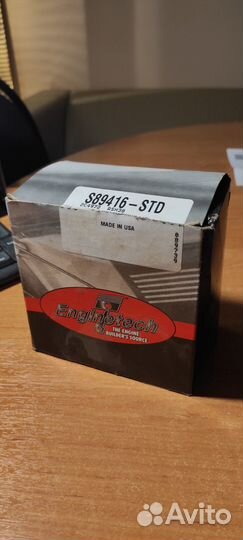 S89416-STD
MADE IN USA
Enginetech
THE ENGINE
BUILDER'S SOURCE
Avito